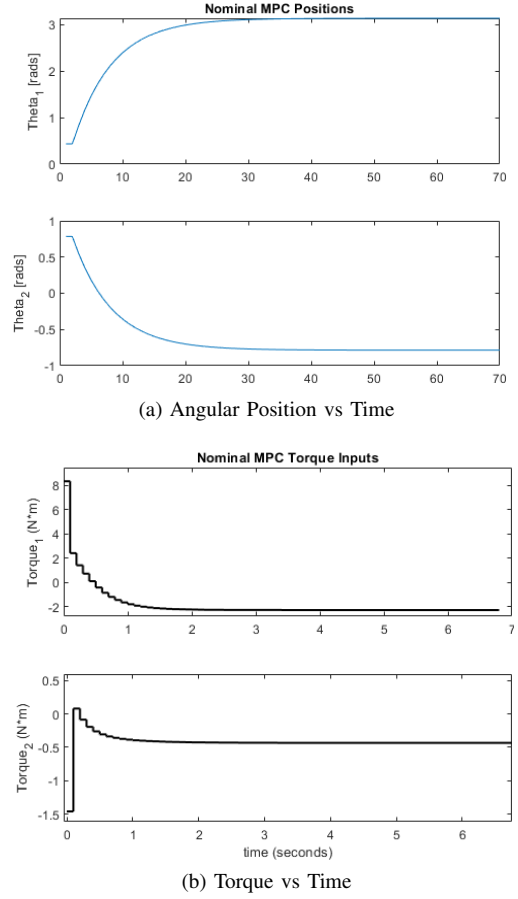 Nominal MPC Positions
Theta1 [rads]
3
2
1
0
0 10 20 30 40 50 60 70
Theta2 [rads]
1
0.5
0
-0.5
-1
0 10 20 30 40 50 60 70
(a) Angular Position vs Time
Nominal MPC Torque Inputs
Torque1 (N*m)
8
6
4
2
0
-2
0 1 2 3 4 5 6 7
Torque2 (N*m)
0.5
0
-0.5
-1
-1.5
0 1 2 3 4 5 6
time (seconds)
(b) Torque vs Time